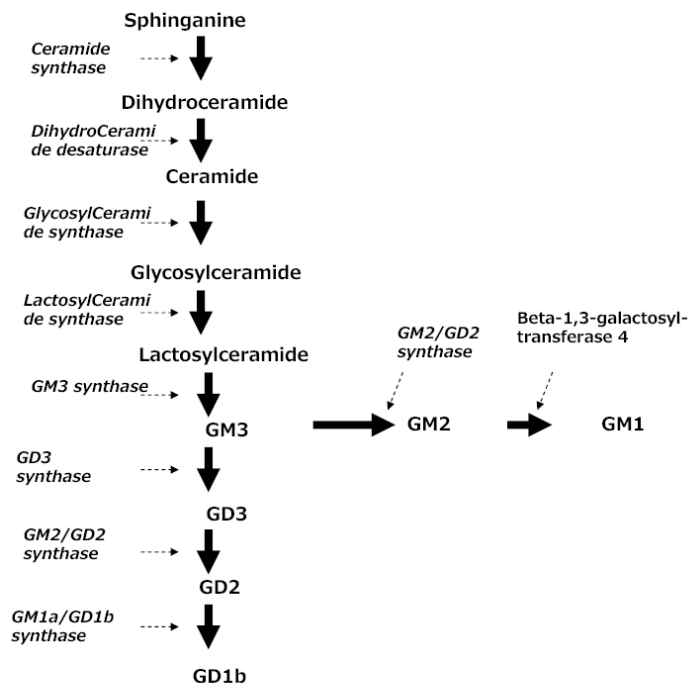 Sphinganine
Ceramide
synthase
Dihydroceramide
DihydroCerami
de desaturase
Ceramide
GlycosylCerami
de synthase
Glycosylceramide
LactosylCerami
de synthase
Lactosylceramide
GM2/GD2
synthase
Beta-1,3-galactosyl-
transferase 4
GM3 synthase
GM3
GM2
GM1
GD3
synthase
GD3
GM2/GD2
synthase
GD2
GM1a/GD1b
synthase
GD1b